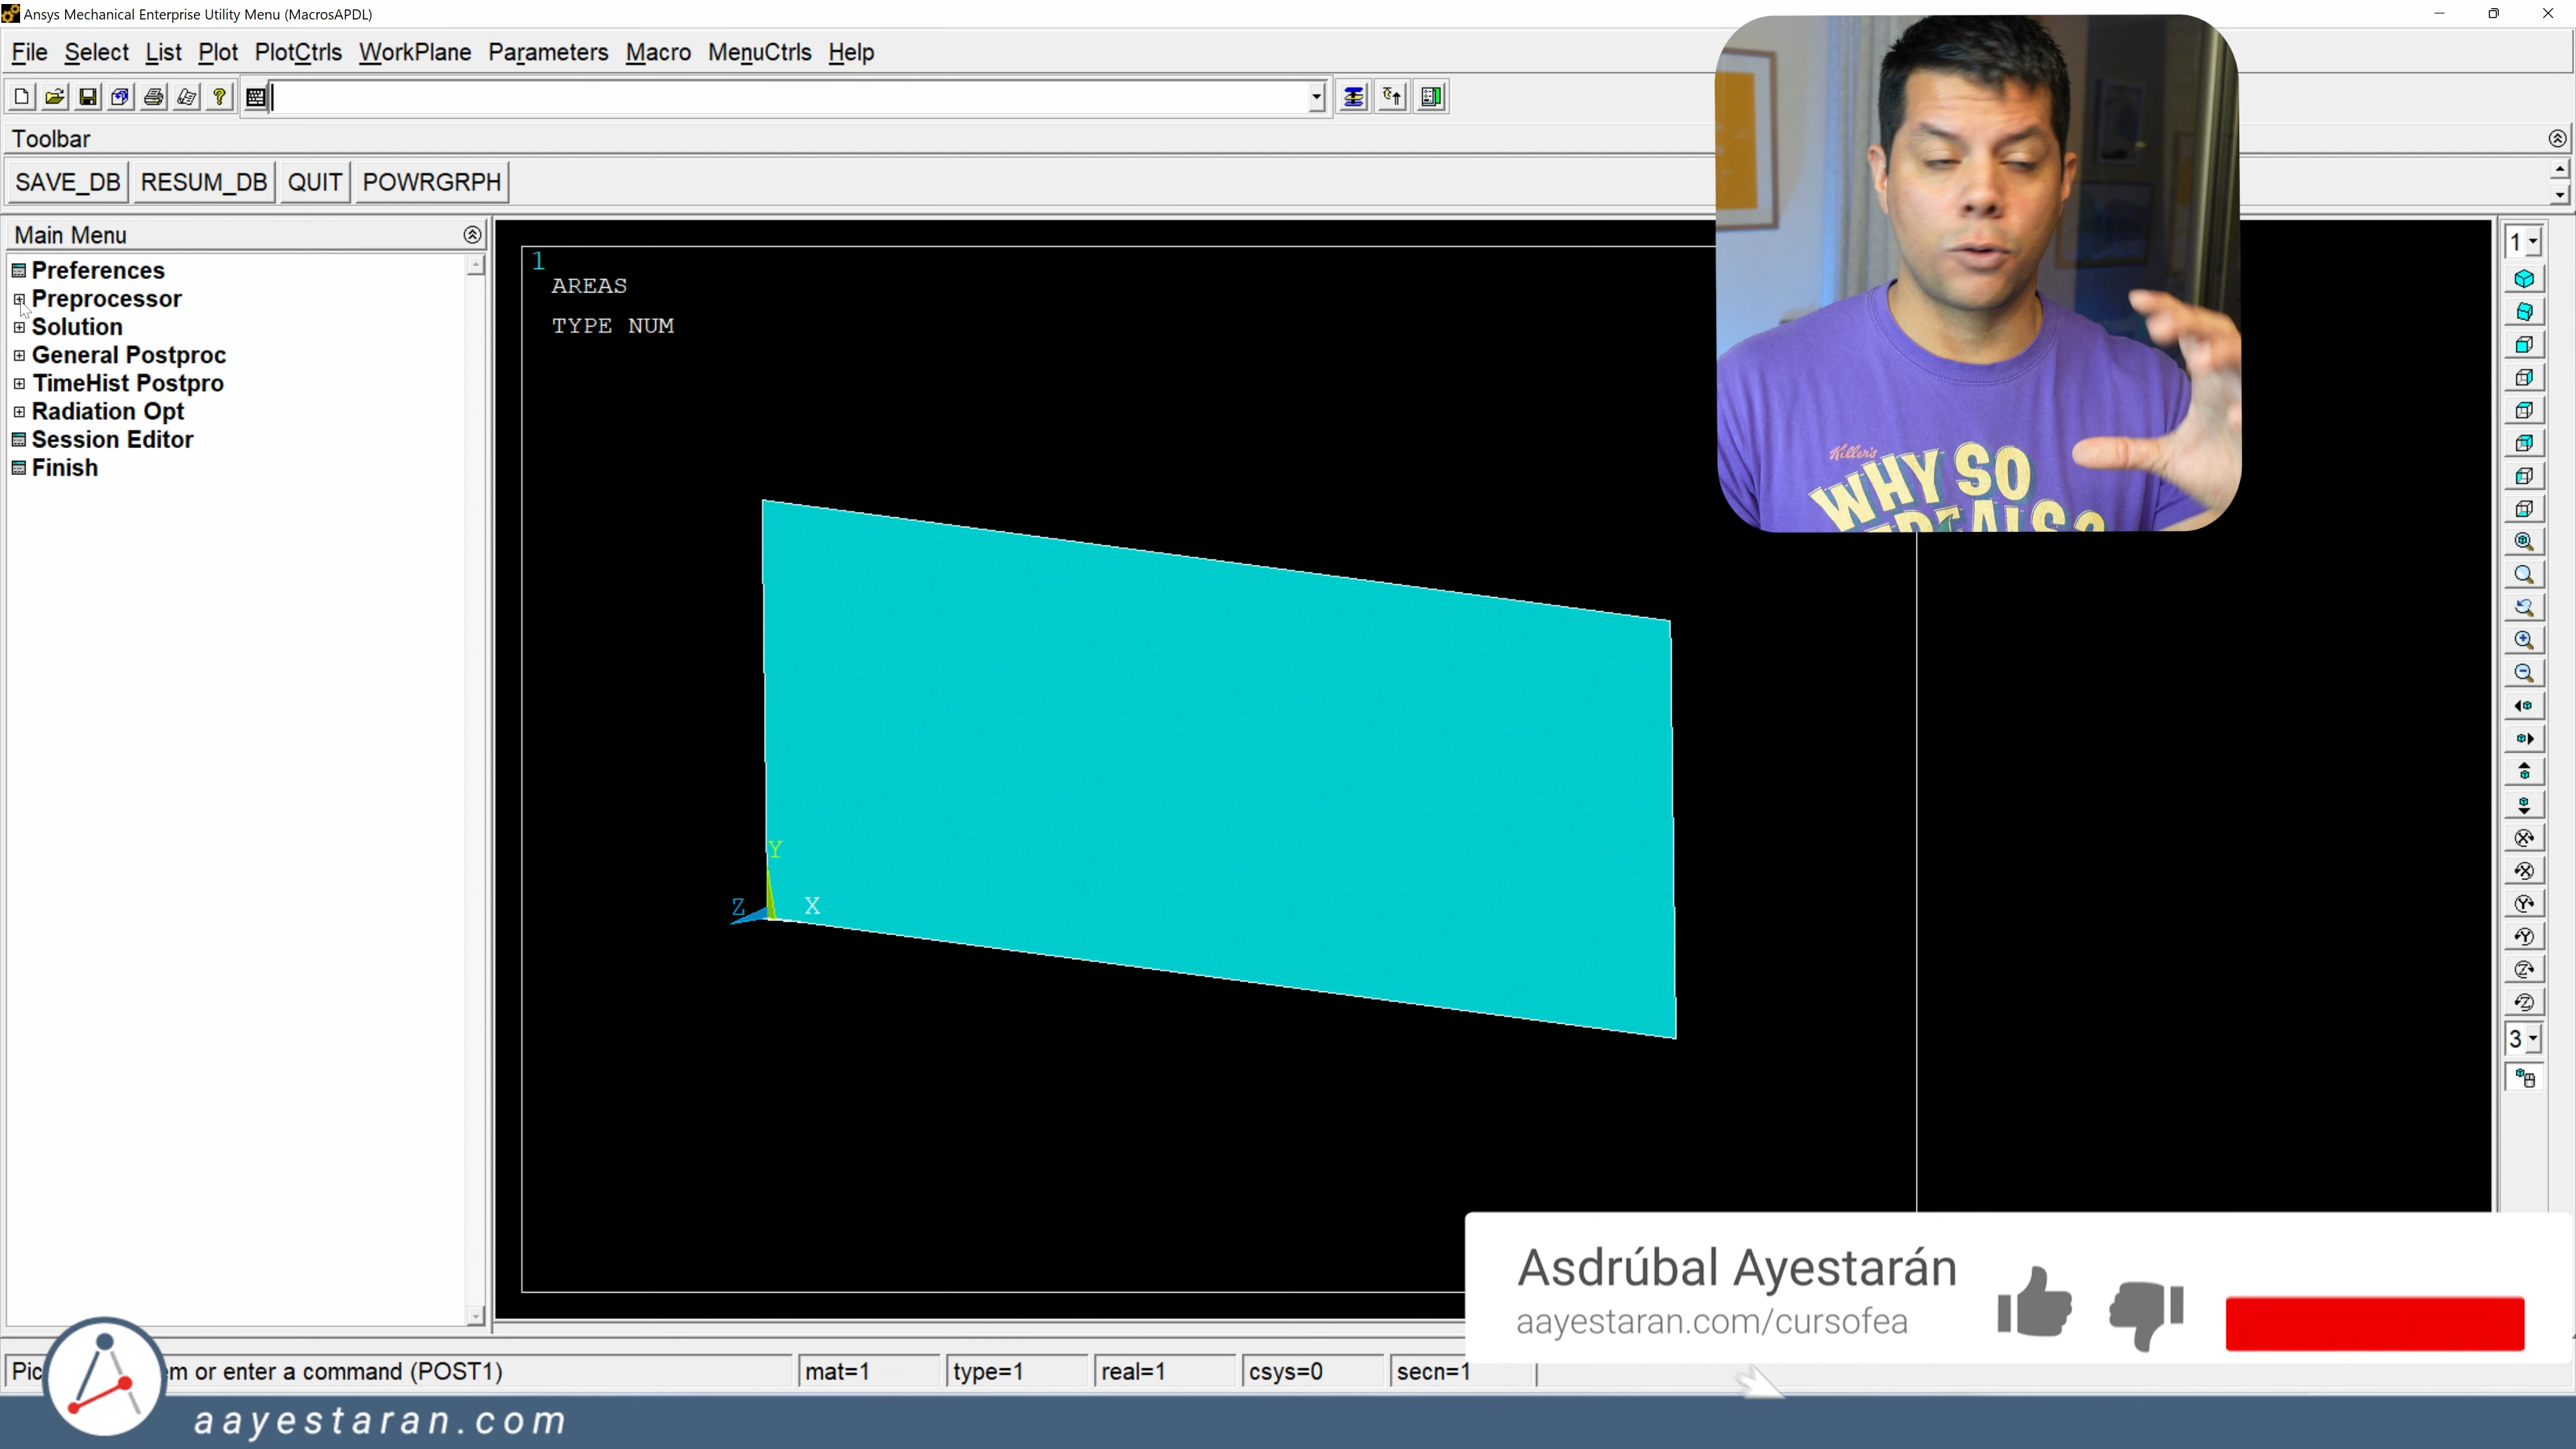 Ansys Mechanical Enterprise Utility Menu (MacrosAPDL)
File Select List Plot PlotCtrls WorkPlane Parameters Macro MenuCtrls Help
Toolbar
SAVE_DB RESUM_DB QUIT POWRGRPH
Main Menu
Preferences
Preprocessor
Solution
General Postproc
TimeHist Postpro
Radiation Opt
Session Editor
Finish
1
AREAS
TYPE NUM
Y
Z
X
Killer's
WHY SO
1
3
Asdrúbal Ayestarán
aayestaran.com/cursofea
or enter a command (POST1)
mat=1 type=1 real=1 csys=0 secn=1
aayestaran.com